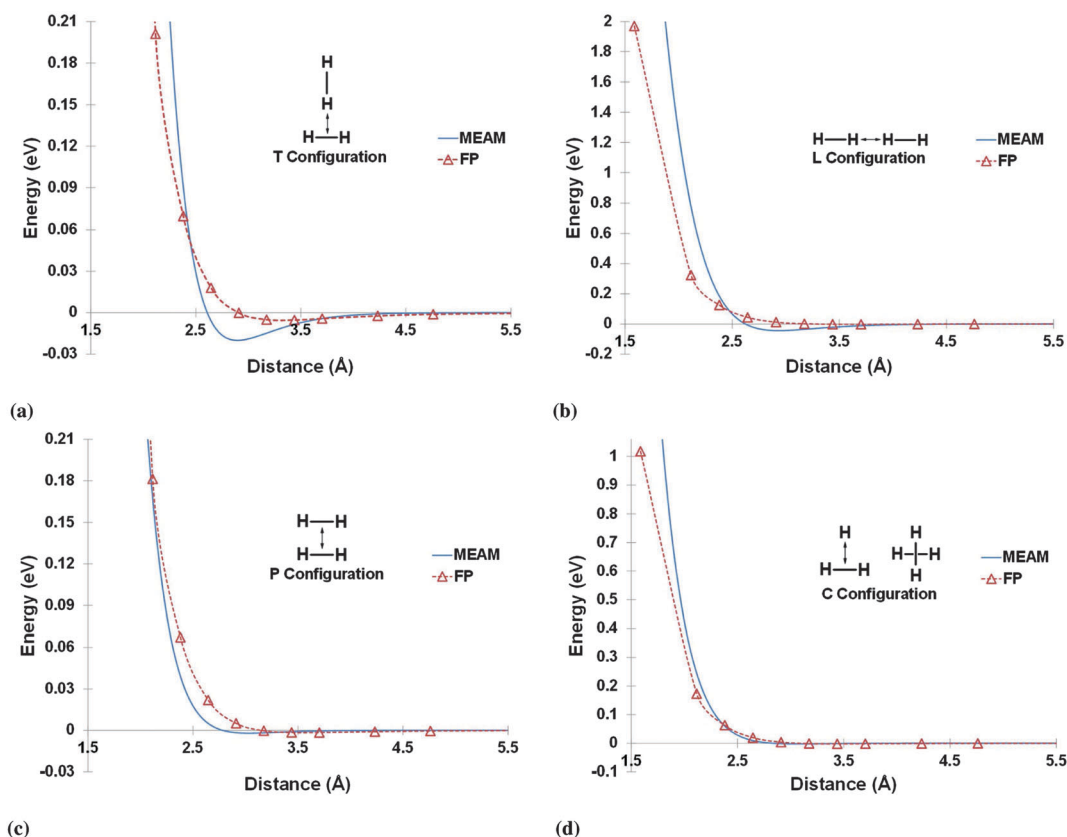 0.21
0.18
0.15
0.12
0.09
0.06
0.03
0
-0.03
Energy (eV)
H
H
H H
T Configuration
MEAM
FP
1.5 2.5 3.5 4.5 5.5
Distance (Å)
(a)
2
1.8
1.6
1.4
1.2
1
0.8
0.6
0.4
0.2
0
-0.2
Energy (eV)
H H H H
L Configuration
MEAM
FP
1.5 2.5 3.5 4.5 5.5
Distance (Å)
(b)
0.21
0.18
0.15
0.12
0.09
0.06
0.03
0
-0.03
Energy (eV)
H H
H H
P Configuration
MEAM
FP
1.5 2.5 3.5 4.5 5.5
Distance (Å)
(c)
1
0.9
0.8
0.7
0.6
0.5
0.4
0.3
0.2
0.1
0
-0.1
Energy (eV)
H H
H H H H
H
C Configuration
MEAM
FP
1.5 2.5 3.5 4.5 5.5
Distance (Å)
(d)